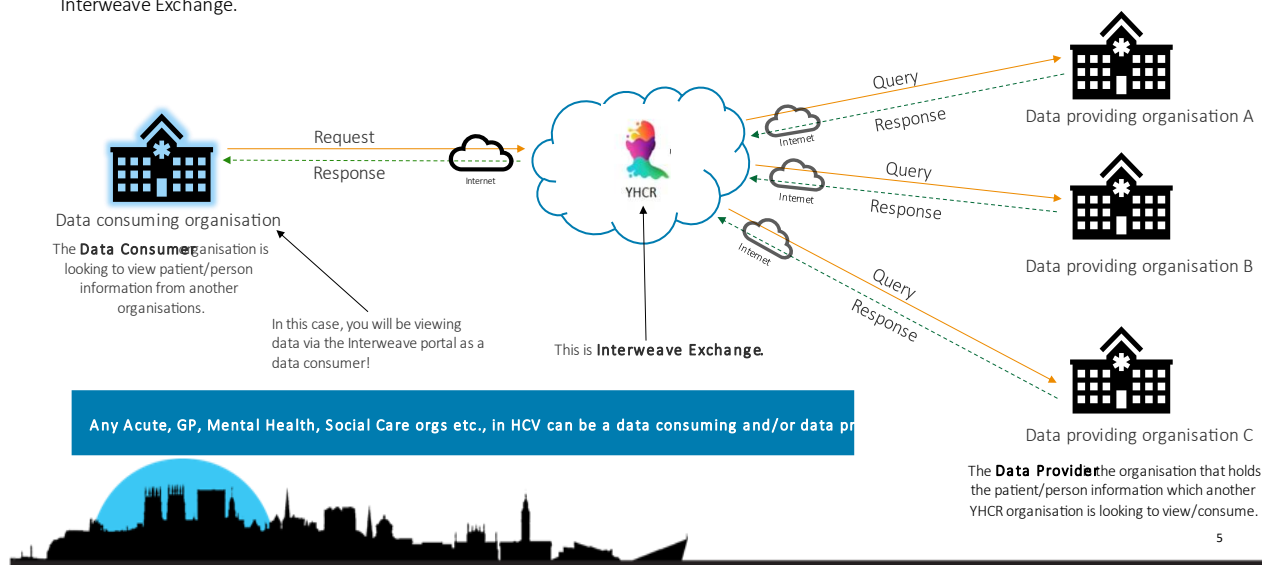 Interweave Exchange.
Query
Response
Internet
Data providing organisation A
Request
Response
Internet
YHCR
Query
Response
Internet
Data consuming organisation
The Data Consumer organisation is
looking to view patient/person
information from another
organisations.
Data providing organisation B
Internet
Query
Response
In this case, you will be viewing
data via the Interweave portal as a
data consumer!
This is Interweave Exchange.
Any Acute, GP, Mental Health, Social Care orgs etc., in HCV can be a data consuming and/or data pr
Data providing organisation C
The Data Provider the organisation that holds
the patient/person information which another
YHCR organisation is looking to view/consume.
5